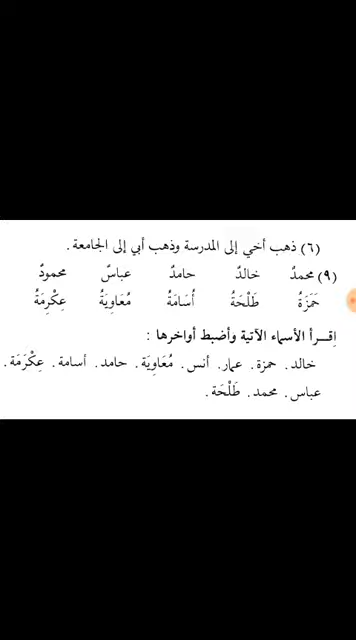 (٦) ذهب أخي إلى المدرسة وذهب أبي إلى الجامعة .
(٩) محمدٌ خالدٌ حامدٌ عباسٌ محمودٌ
حَمَزَةُ طَلْحَةُ أُسَامَةُ مُعَاوِيَةُ عِكْرِمَةُ
اِقـرأ الأسماء الآتية وأضبط أواخرها :
خالد . حمزة . عمار . أنس . مُعَاوِيَة . حامد . أسامة . عِكْرَمَة .
عباس . محمد . طَلْحَة .